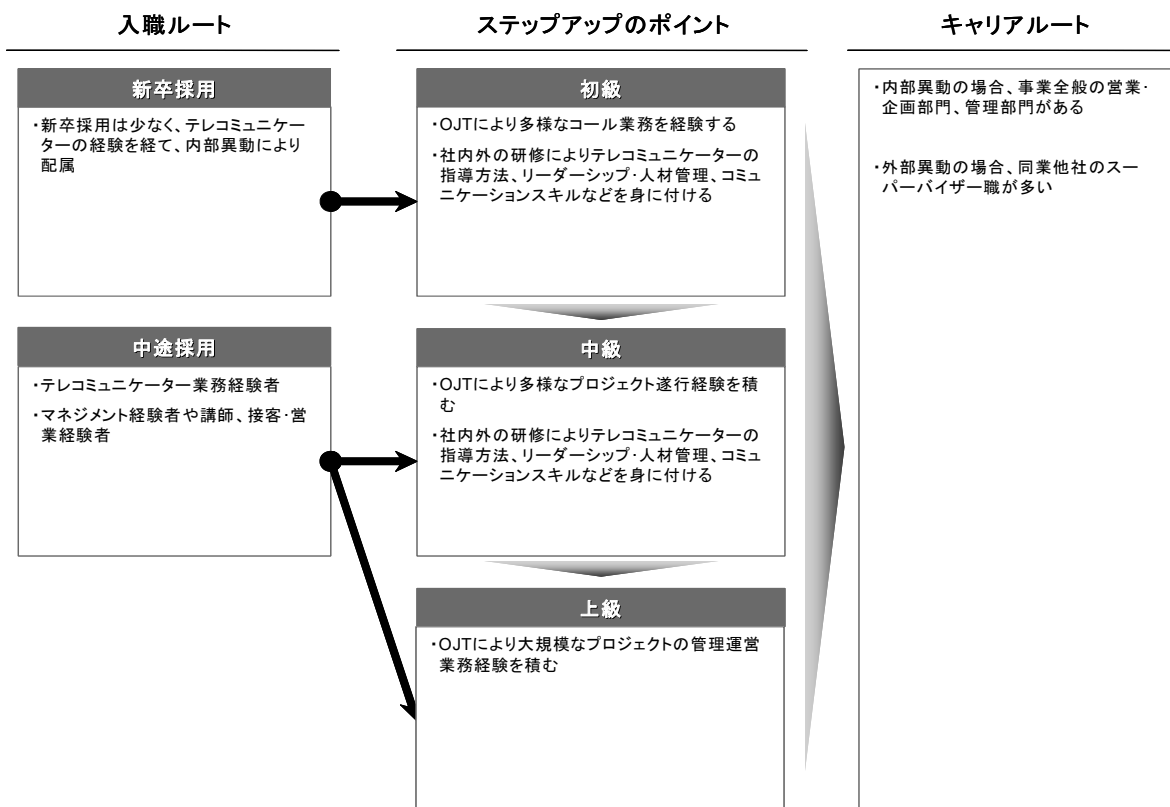 入職ルート
新卒採用
・新卒採用は少なく、テレコミュニケー
ターの経験を経て、内部異動により
配属
中途採用
・テレコミュニケーター業務経験者
・マネジメント経験者や講師、接客・営
業経験者
ステップアップのポイント
初級
・OJTにより多様なコール業務を経験する
・社内外の研修によりテレコミュニケーターの
指導方法、リーダーシップ・人材管理、コミュ
ニケーションスキルなどを身に付ける
中級
・OJTにより多様なプロジェクト遂行経験を積
む
・社内外の研修によりテレコミュニケーターの
指導方法、リーダーシップ・人材管理、コミュ
ニケーションスキルなどを身に付ける
上級
・OJTにより大規模なプロジェクトの管理運営
業務経験を積む
キャリアルート
・内部異動の場合、事業全般の営業・
企画部門、管理部門がある
・外部異動の場合、同業他社のスー
パーバイザー職が多い